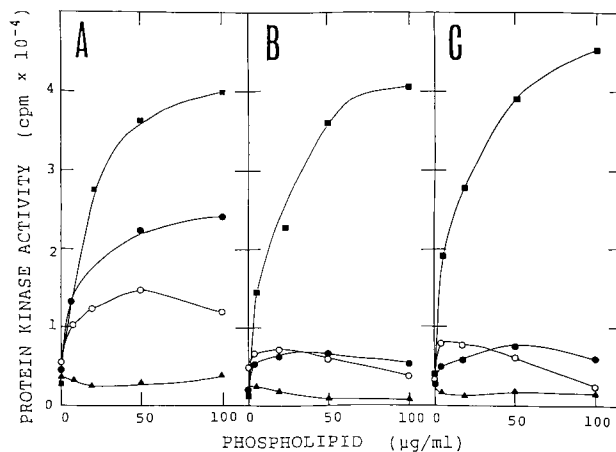 A B C
PROTEIN KINASE ACTIVITY (cpm x 10⁻⁴)
4
3
2
1
0
0 50 100 0 50 100 0 50 100
PHOSPHOLIPID (µg/ml)